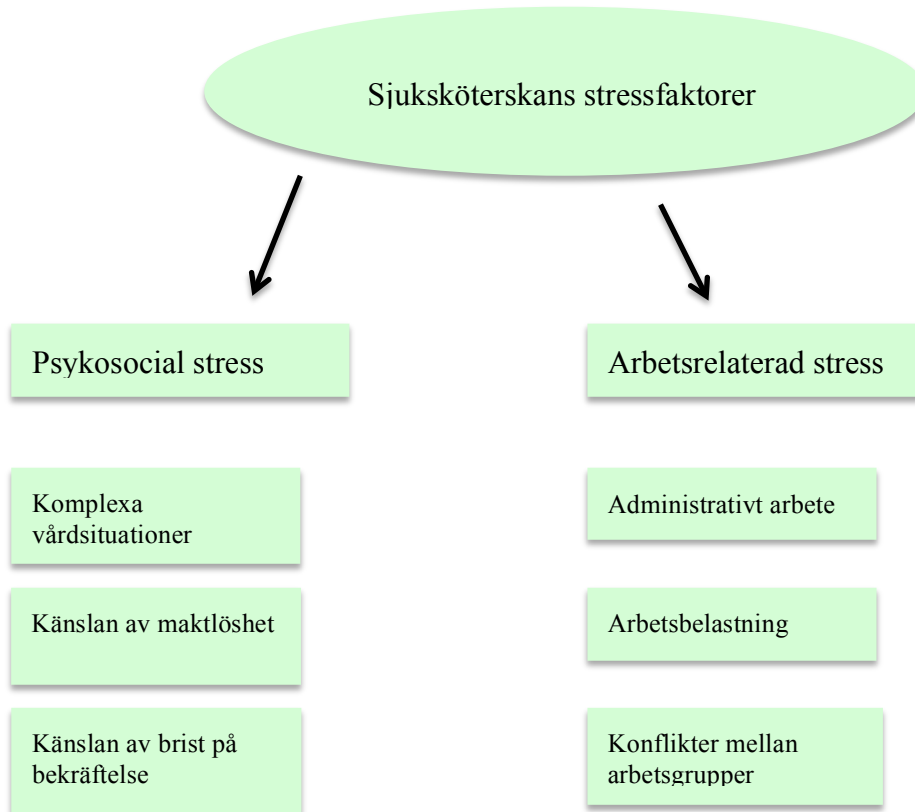 Sjuksköterskans stressfaktorer
Psykosocial stress
Arbetsrelaterad stress
Komplexa
vårdsituationer
Administrativt arbete
Känslan av maktlöshet
Arbetsbelastning
Känslan av brist på
bekräftelse
Konflikter mellan
arbetsgrupper